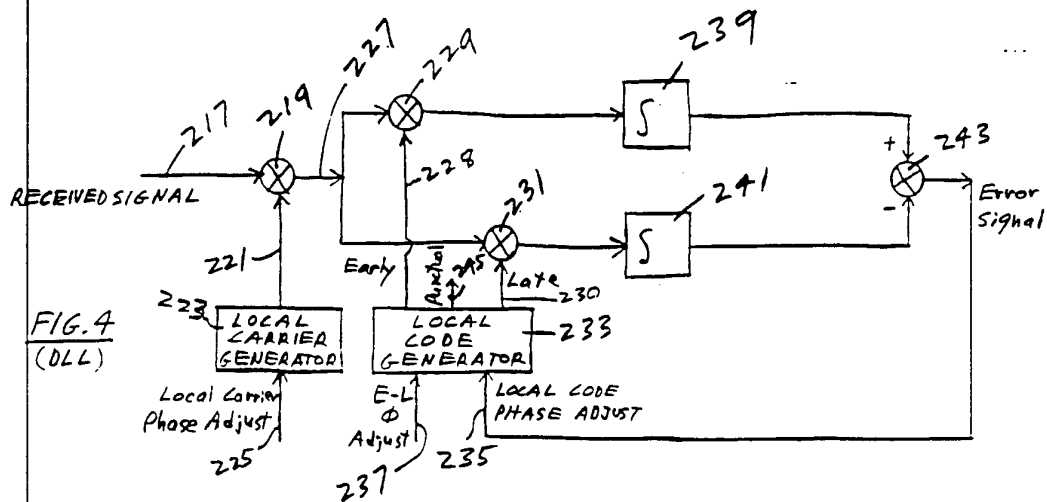 239
227
229
217
219
+
243
∫
228
231
241
RECEIVED SIGNAL
-
Error
Signal
∫
221
Early
Punctual
245
Late
230
223
LOCAL
CARRIER
GENERATOR
LOCAL
CODE
GENERATOR
233
FIG. 4
(DLL)
Local Carrier
Phase Adjust
225
E-L
Φ
Adjust
237
LOCAL CODE
PHASE ADJUST
235